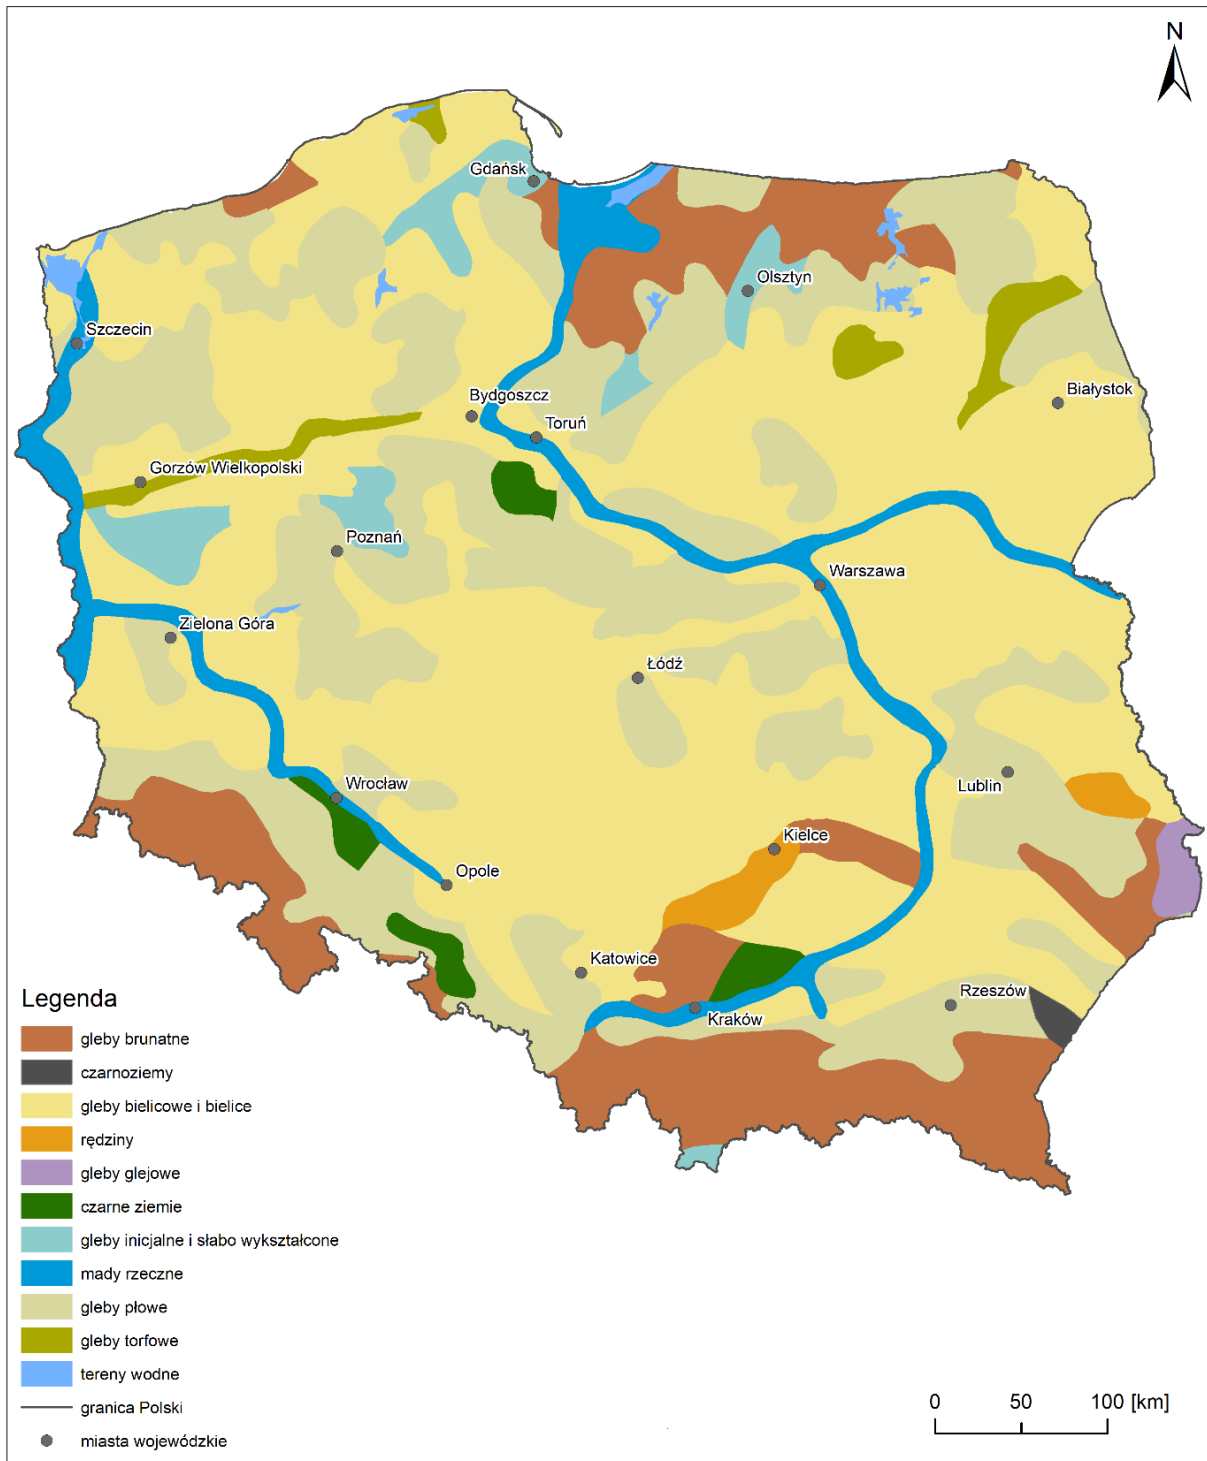 N
Gdańsk
Olsztyn
Szczecin
Białystok
Bydgoszcz
Toruń
Gorzów Wielkopolski
Poznań
Warszawa
Zielona Góra
Łódź
Wrocław
Lublin
Kielce
Opole
Katowice
Rzeszów
Kraków
Legenda
gleby brunatne
czarnoziemy
gleby bielicowe i bielice
rędziny
gleby glejowe
czarne ziemie
gleby inicjalne i słabo wykształcone
mady rzeczne
gleby płowe
gleby torfowe
tereny wodne
granica Polski
miasta wojewódzkie
0 50 100 [km]